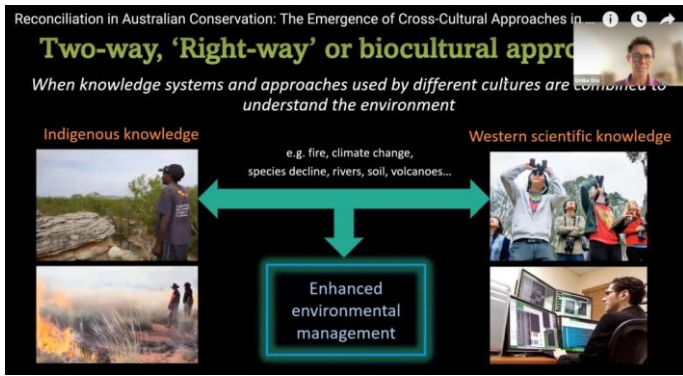 Reconciliation in Australian Conservation: The Emergence of Cross-Cultural Approaches in ...
Two-way, 'Right-way' or biocultural appro
When knowledge systems and approaches used by different cultures are combined to
understand the environment
Indigenous knowledge
Western scientific knowledge
e.g. fire, climate change,
species decline, rivers, soil, volcanoes...
Enhanced
environmental
management